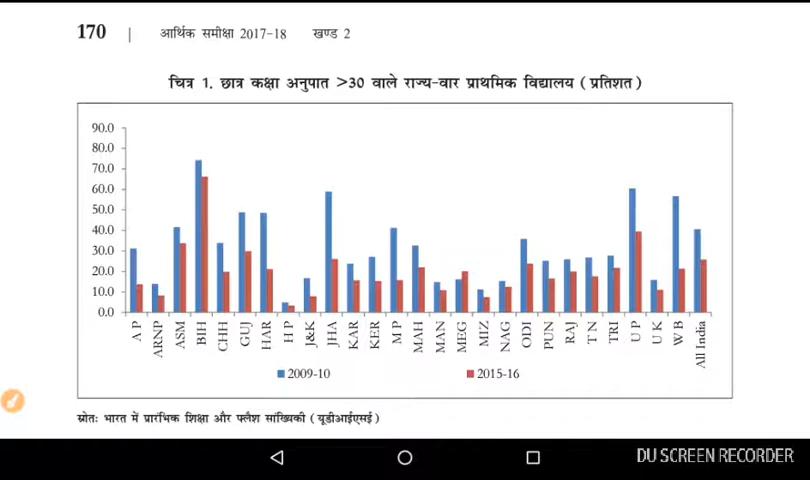 170 | आर्थिक समीक्षा 2017-18 खण्ड 2
चित्र 1. छात्र कक्षा अनुपात >30 वाले राज्य-वार प्राथमिक विद्यालय (प्रतिशत)
90.0
80.0
70.0
60.0
50.0
40.0
30.0
20.0
10.0
0.0
A P ARNP ASM BIH CHH GUJ HAR H P J&K JHA KAR KER M P MAH MAN MEG MIZ NAG ODI PUN RAJ T N TRI U P U K W B All India
2009-10 2015-16
स्रोतः भारत में प्रारंभिक शिक्षा और फ्लैश सांख्यिकी (यूडीआईएसई)
DU SCREEN RECORDER